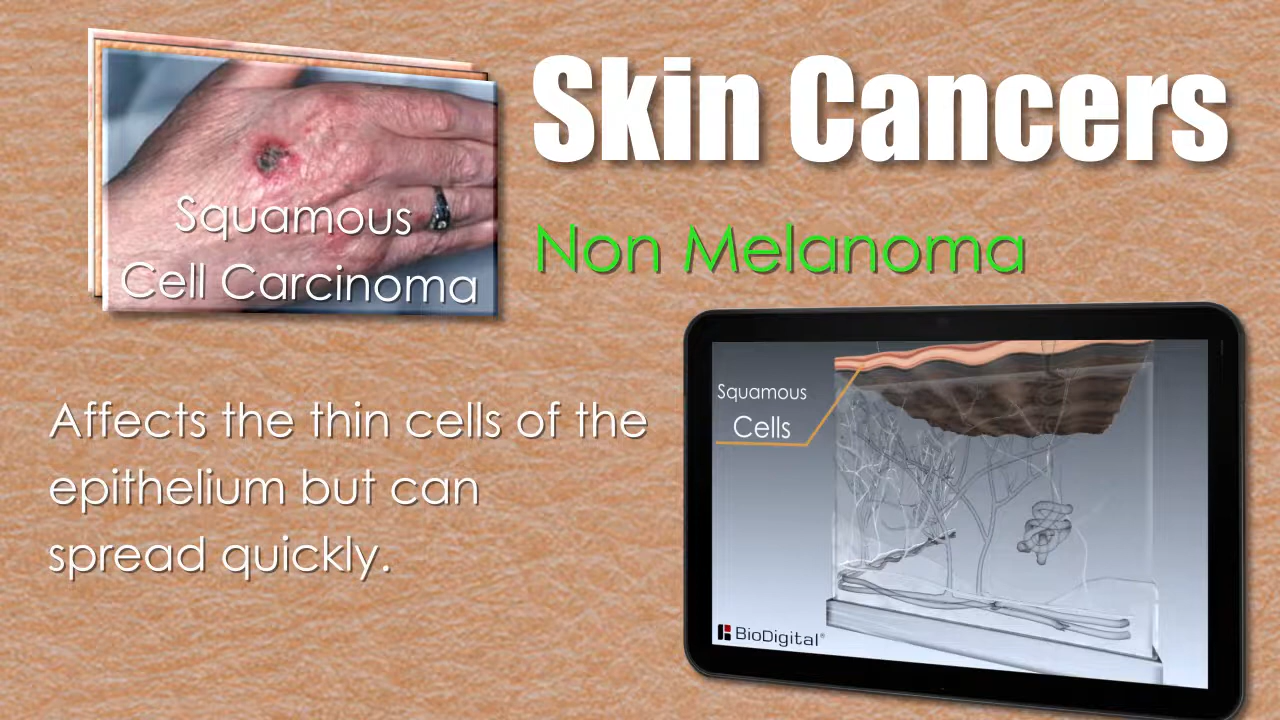 Skin Cancers
Squamous
Cell Carcinoma
Non Melanoma
Affects the thin cells of the
epithelium but can
spread quickly.
Squamous
Cells
BioDigital®